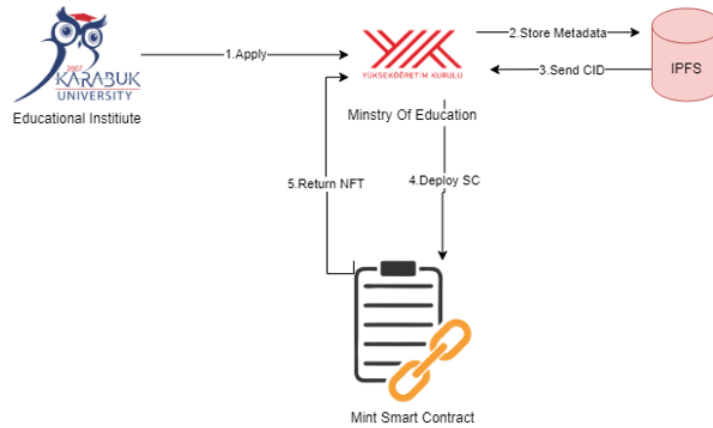 1.Apply
2.Store Metadata
3.Send CID
IPFS
2007
KARABUK
UNIVERSITY
Educational Institiute
YÜKSEKÖĞRETİM KURULU
Minstry Of Education
5.Return NFT
4.Deploy SC
Mint Smart Contract